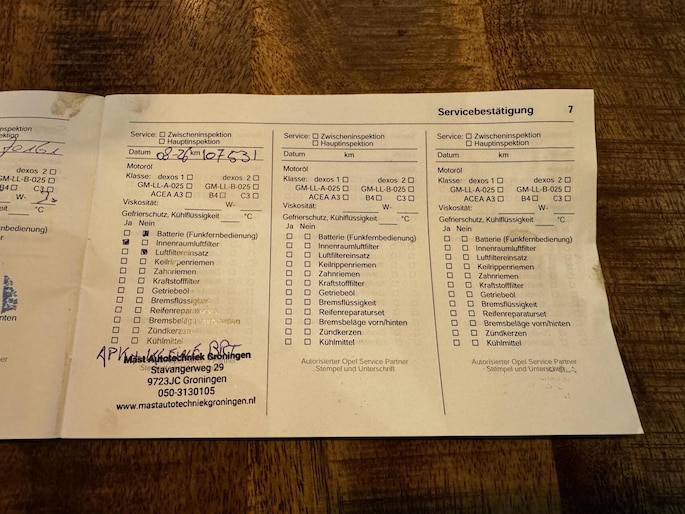 Servicebestätigung 7
Service: Zwischeninspektion
Hauptinspektion
Datum 08-26 km 107531
Motoröl
Klasse: dexos 1 dexos 2
GM-LL-A-025 GM-LL-B-025
ACEA A3 B4 C3
Viskosität: W-
Gefrierschutz, Kühlflüssigkeit °C
Ja Nein
Batterie (Funkfernbedienung)
Innenraumluftfilter
Luftfiltereinsatz
Keilrippenriemen
Zahnriemen
Kraftstofffilter
Getriebeöl
Bremsflüssigkeit
Reifenreparaturset
Bremsbeläge vorn/hinten
Zündkerzen
Kühlmittel
APK
Mast Autotechniek Groningen
Stavangerweg 29
9723JC Groningen
050-3130105
www.mastautotechniekgroningen.nl
Service: Zwischeninspektion
Hauptinspektion
Datum km
Motoröl
Klasse: dexos 1 dexos 2
GM-LL-A-025 GM-LL-B-025
ACEA A3 B4 C3
Viskosität: W-
Gefrierschutz, Kühlflüssigkeit °C
Ja Nein
Batterie (Funkfernbedienung)
Innenraumluftfilter
Luftfiltereinsatz
Keilrippenriemen
Zahnriemen
Kraftstofffilter
Getriebeöl
Bremsflüssigkeit
Reifenreparaturset
Bremsbeläge vorn/hinten
Zündkerzen
Kühlmittel
Autorisierter Opel Service Partner
Stempel und Unterschrift
Service: Zwischeninspektion
Hauptinspektion
Datum km
Motoröl
Klasse: dexos 1 dexos 2
GM-LL-A-025 GM-LL-B-025
ACEA A3 B4 C3
Viskosität: W-
Gefrierschutz, Kühlflüssigkeit °C
Ja Nein
Batterie (Funkfernbedienung)
Innenraumluftfilter
Luftfiltereinsatz
Keilrippenriemen
Zahnriemen
Kraftstofffilter
Getriebeöl
Bremsflüssigkeit
Reifenreparaturset
Bremsbeläge vorn/hinten
Zündkerzen
Kühlmittel
Autorisierter Opel Service Partner
Stempel und Unterschrift